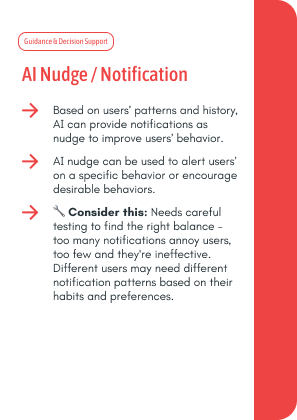 Guidance & Decision Support
AI Nudge / Notification
Based on users' patterns and history,
AI can provide notifications as
nudge to improve users' behavior.
AI nudge can be used to alert users'
on a specific behavior or encourage
desirable behaviors.
🔧 Consider this: Needs careful
testing to find the right balance -
too many notifications annoy users,
too few and they're ineffective.
Different users may need different
notification patterns based on their
habits and preferences.